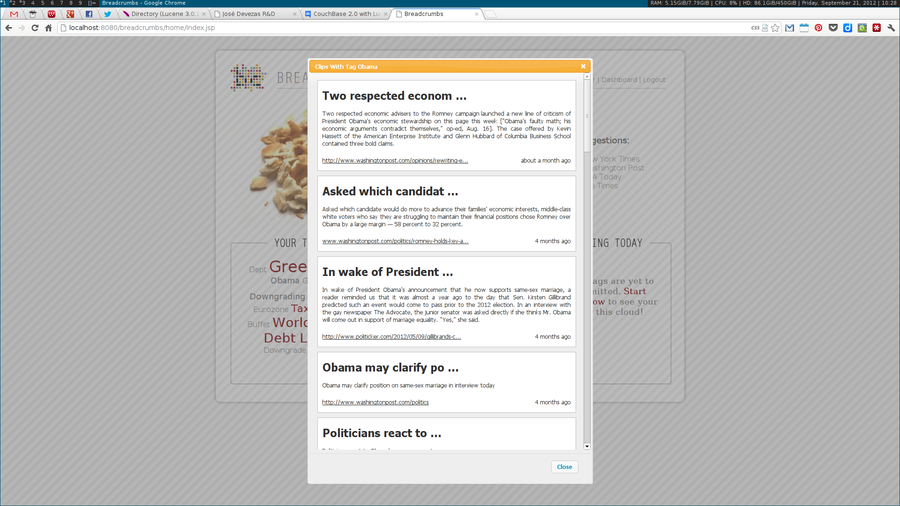 1 2 3 4 5 6 7 8 9 []= Breadcrumbs - Google Chrome RAM: 5.15GiB/7.79GiB | CPU: 8% | HD: 86.1GiB/450GiB | Friday, September 21, 2012 | 10:28
Directory (Lucene 3.0. José Devezas R&D CouchBase 2.0 with Lu Breadcrumbs
localhost:8080/breadcrumbs/home/index.jsp
Clips With Tag Obama
BREA
| Dashboard | Logout
Two respected econom ...
Two respected economic advisers to the Romney campaign launched a new line of criticism of
President Obama's economic stewardship on this page this week: ["Obama's faulty math; his
economic arguments contradict themselves," op-ed, Aug. 16]. The case offered by Kevin
Hassett of the American Enterprise Institute and Glenn Hubbard of Columbia Business School
contained three bold claims.
http://www.washingtonpost.com/opinions/rewriting-e... about a month ago
gestions:
York Times
ington Post
Today
Times
Asked which candidat ...
Asked which candidate would do more to advance their families' economic interests, middle-class
white voters who say they are struggling to maintain their financial positions chose Romney over
Obama by a large margin — 58 percent to 32 percent.
www.washingtonpost.com/politics/romney-holds-key-a... 4 months ago
YOUR T
ING TODAY
In wake of President ...
In wake of President Obama's announcement that he now supports same-sex marriage, a
reader reminded us that it was almost a year ago to the day that Sen. Kirsten Gillibrand
predicted such an event would come to pass prior to the 2012 election. In an interview with
the gay newspaper The Advocate, the junior senator was asked directly if she thinks Mr. Obama
will come out in support of marriage equality. "Yes," she said.
http://www.politicker.com/2012/05/09/gillibrands-c... 4 months ago
Dept Gree
Obama G
Downgrading
Eurozone Tax
Buffet World
Debt L
Downgrade
ags are yet to
mitted. Start
ow to see your
this cloud!
Obama may clarify po ...
Obama may clarify position on same-sex marriage in interview today
http://www.washingtonpost.com/politics 4 months ago
Politicians react to ...
Close